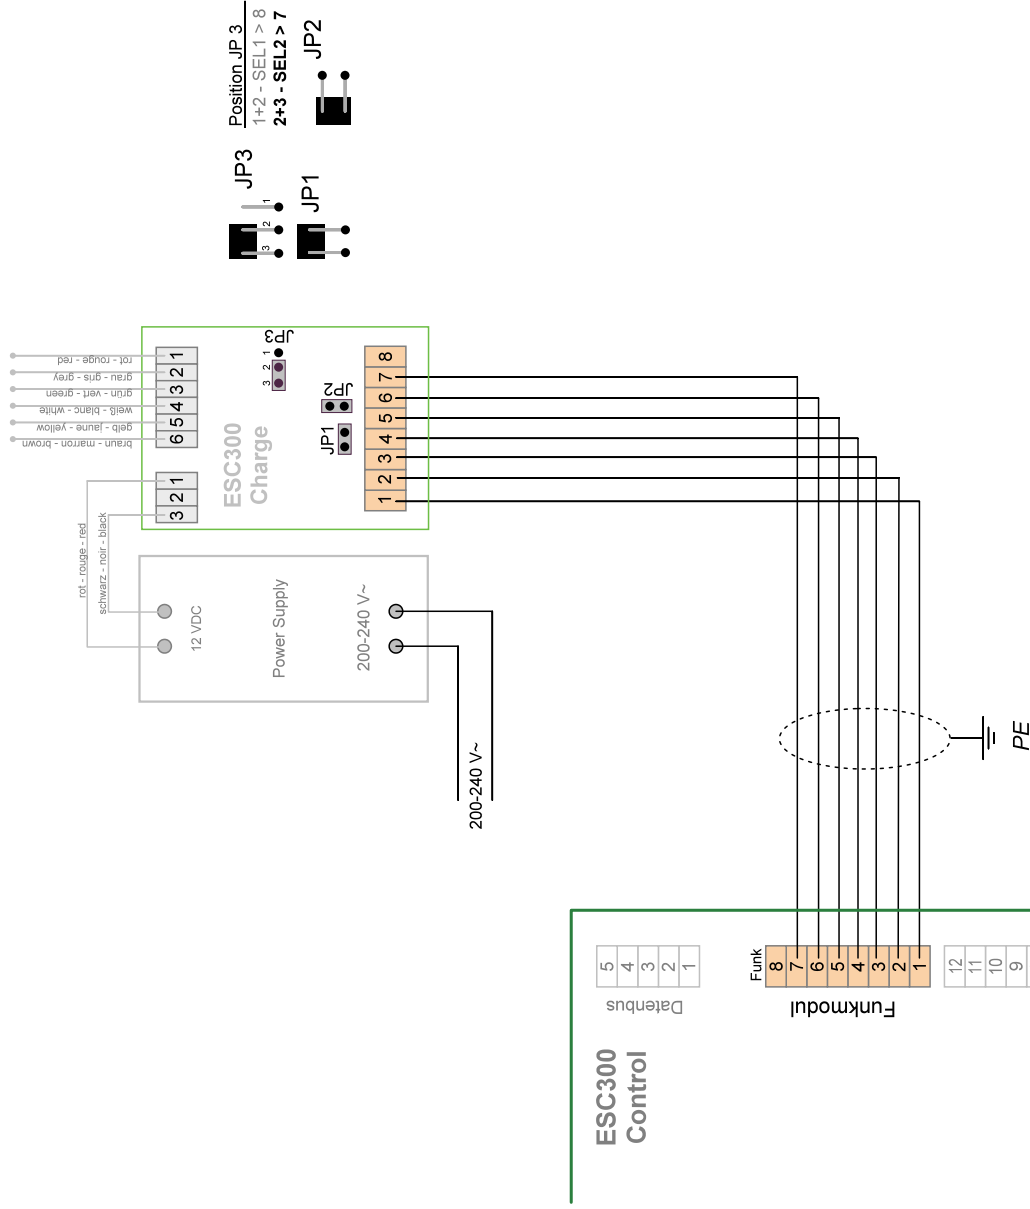 Position JP 3
1+2 - SEL1 > 8
2+3 - SEL2 > 7
JP2
JP3
1
2
3
JP1
rot - rouge - red
grau - gris - grey
grün - vert - green
weiß - blanc - white
gelb - jaune - yellow
braun - marron - brown
1
2
3
4
5
6
1
2
3
ESC300
Charge
JP3
1
2
3
JP2
JP1
8
7
6
5
4
3
2
1
rot - rouge - red
schwarz - noir - black
12 VDC
Power Supply
200-240 V~
200-240 V~
PE
Funk
8
7
6
5
4
3
2
1
Funkmodul
5
4
3
2
1
Datenbus
12
11
10
9
ESC300
Control